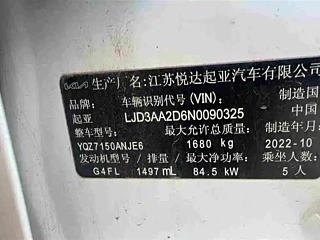 KIA 生产厂名:江苏悦达起亚汽车有限公司
品牌: 车辆识别代号(VIN): 制造国
起亚 LJD3AA2D6N0090325
整车型号: 最大允许总质量: 制造年月:
YQZ7150ANJE6 1680 kg 2022-10
发动机型号/排量: 最大净功率: 乘坐人数
G4FL 1497 mL 84.5 kW 5 人